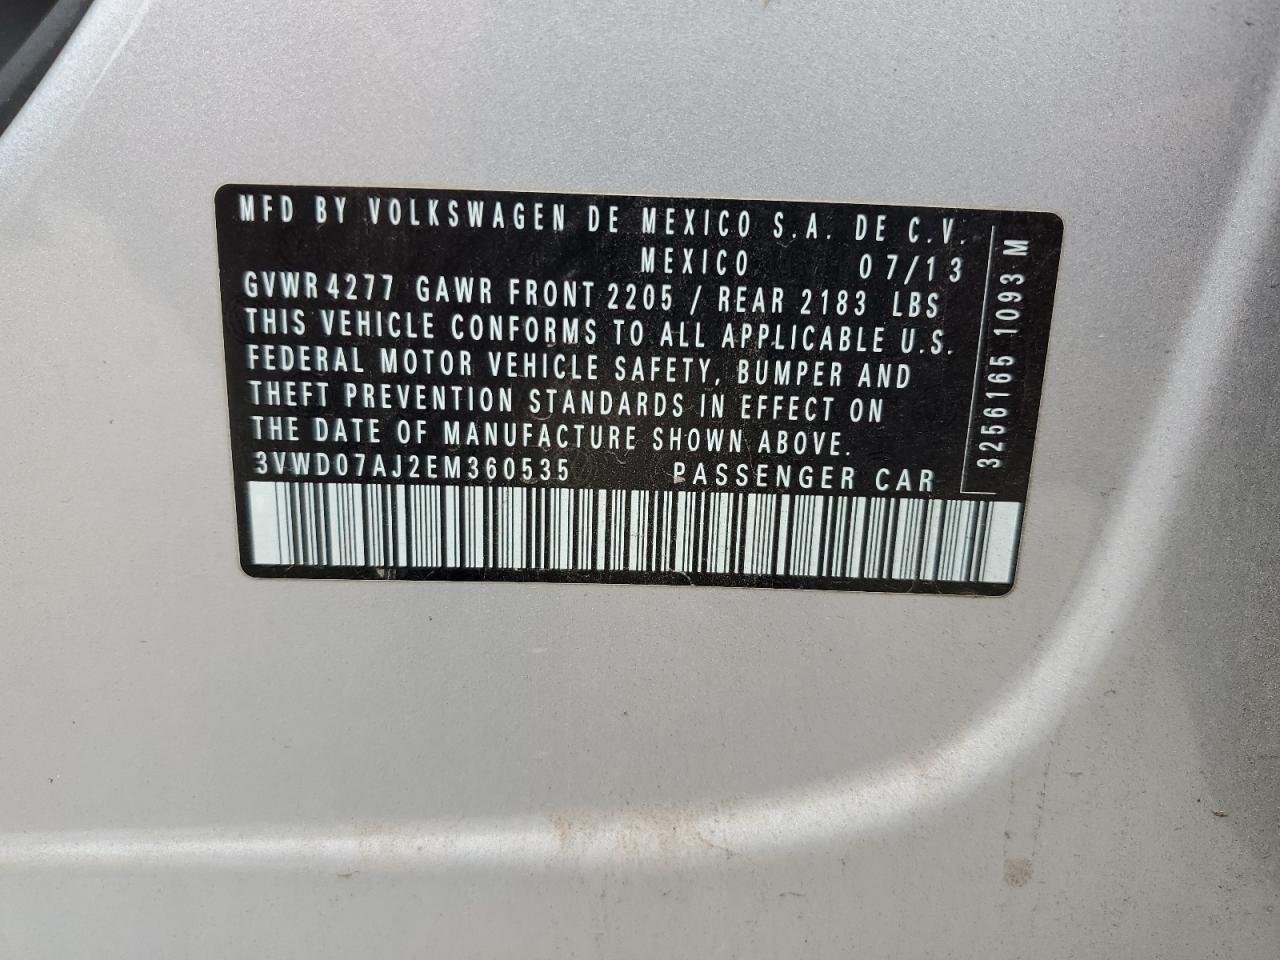 MFD BY VOLKSWAGEN DE MEXICO S.A. DE C.V.
MEXICO 07/13
GVWR 4277 GAWR FRONT 2205 / REAR 2183 LBS
THIS VEHICLE CONFORMS TO ALL APPLICABLE U.S.
FEDERAL MOTOR VEHICLE SAFETY, BUMPER AND
THEFT PREVENTION STANDARDS IN EFFECT ON
THE DATE OF MANUFACTURE SHOWN ABOVE.
3VWD07AJ2EM360535 PASSENGER CAR
3256165 1093 M